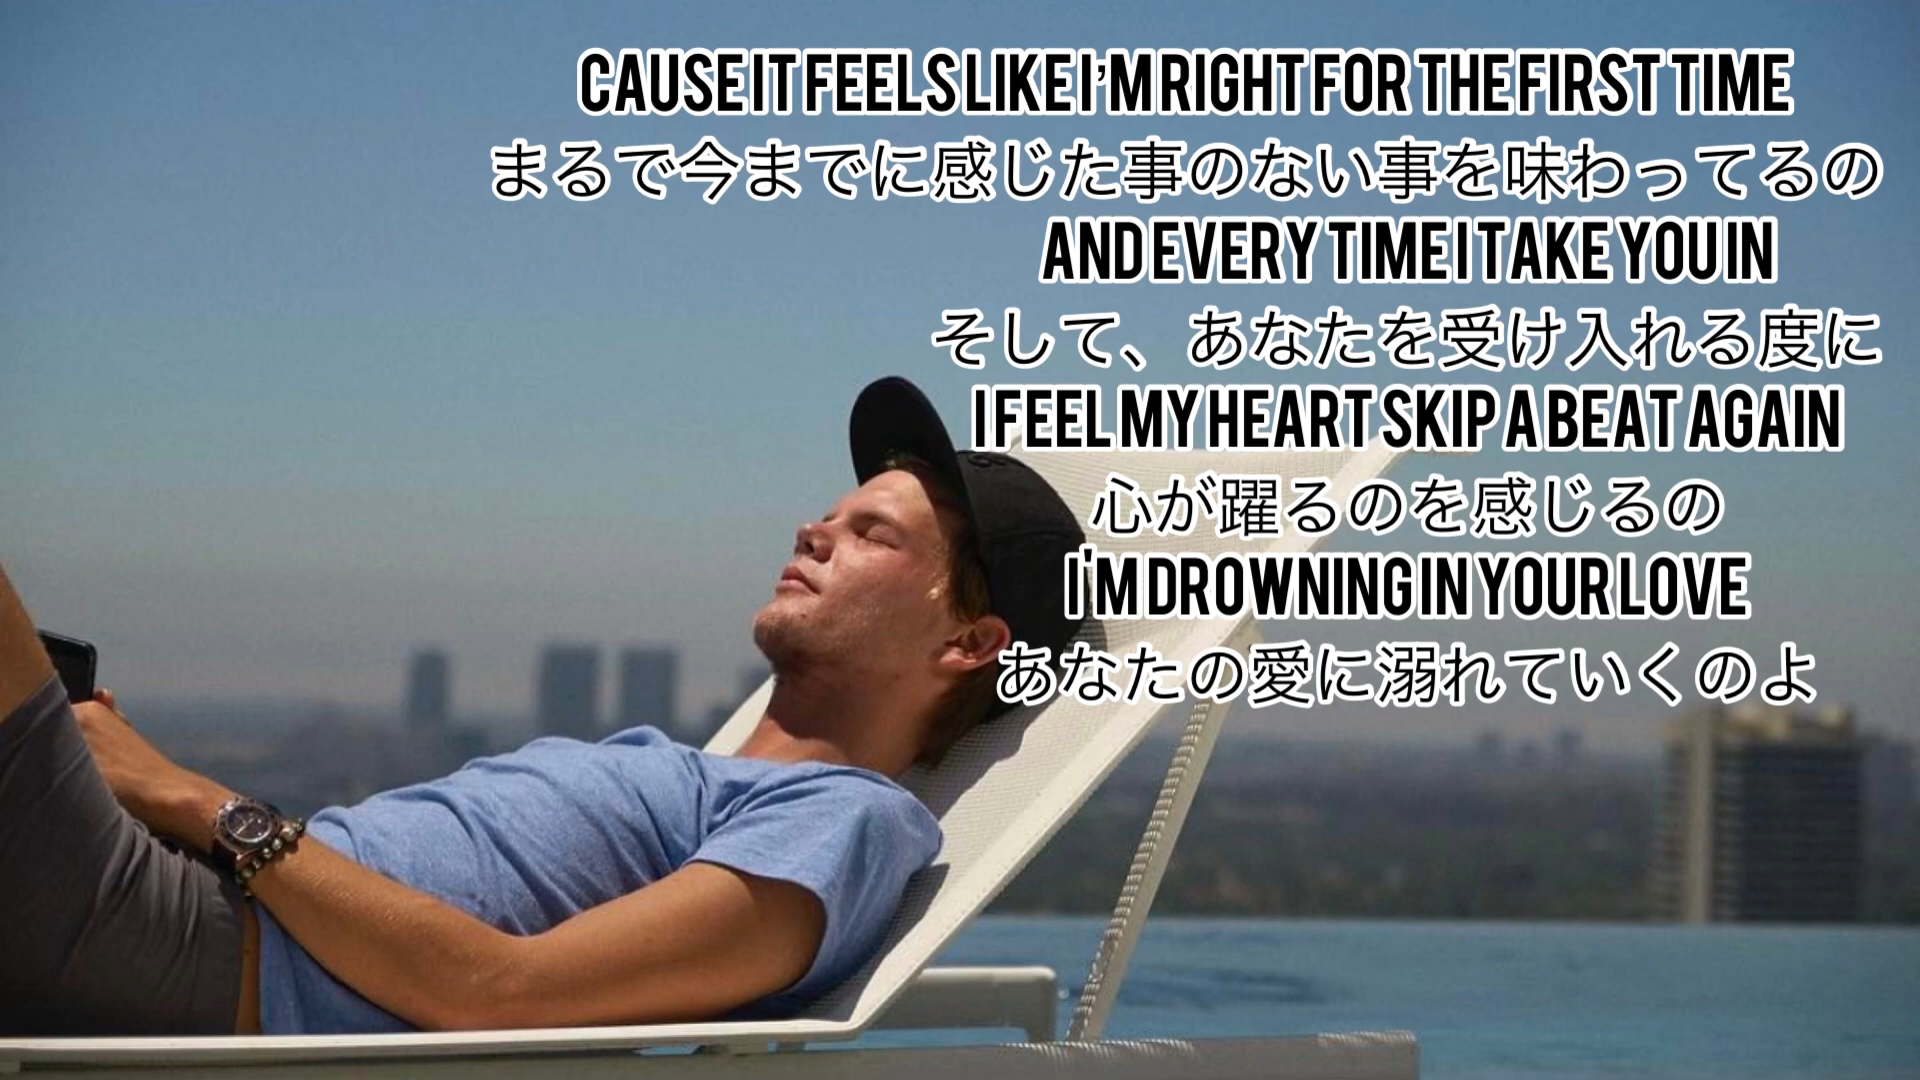 CAUSE IT FEELS LIKE I'M RIGHT FOR THE FIRST TIME
まるで今までに感じた事のない事を味わってるの
AND EVERY TIME I TAKE YOU IN
そして、あなたを受け入れる度に
I FEEL MY HEART SKIP A BEAT AGAIN
心が躍るのを感じるの
I'M DROWNING IN YOUR LOVE
あなたの愛に溺れていくのよ